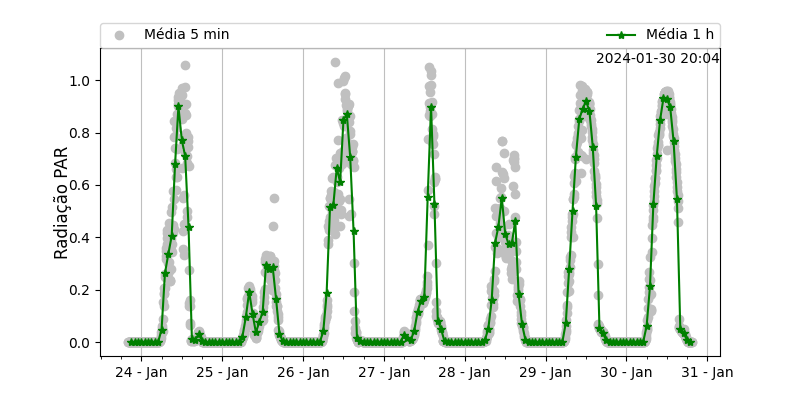 Média 5 min
Média 1 h
2024-01-30 20:04
Radiação PAR
1.0
0.8
0.6
0.4
0.2
0.0
24 - Jan
25 - Jan
26 - Jan
27 - Jan
28 - Jan
29 - Jan
30 - Jan
31 - Jan